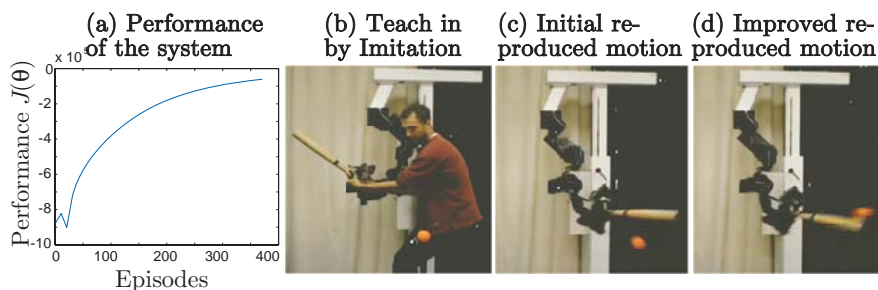 (a) Performance
of the system
(b) Teach in
by Imitation
(c) Initial re-
produced motion
(d) Improved re-
produced motion
x 10
0
-2
-4
-6
-8
-10
Performance J(θ)
0 100 200 300 400
Episodes